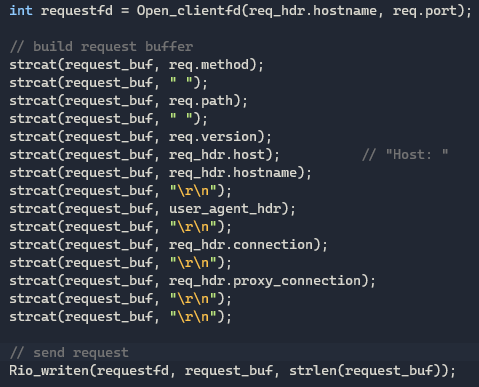 int requestfd = Open_clientfd(req_hdr.hostname, req.port);
// build request buffer
strcat(request_buf, req.method);
strcat(request_buf, " ");
strcat(request_buf, req.path);
strcat(request_buf, " ");
strcat(request_buf, req.version);
strcat(request_buf, req_hdr.host);          // "Host: "
strcat(request_buf, req_hdr.hostname);
strcat(request_buf, "\r\n");
strcat(request_buf, user_agent_hdr);
strcat(request_buf, "\r\n");
strcat(request_buf, req_hdr.connection);
strcat(request_buf, "\r\n");
strcat(request_buf, req_hdr.proxy_connection);
strcat(request_buf, "\r\n");
strcat(request_buf, "\r\n");
// send request
Rio_writen(requestfd, request_buf, strlen(request_buf));